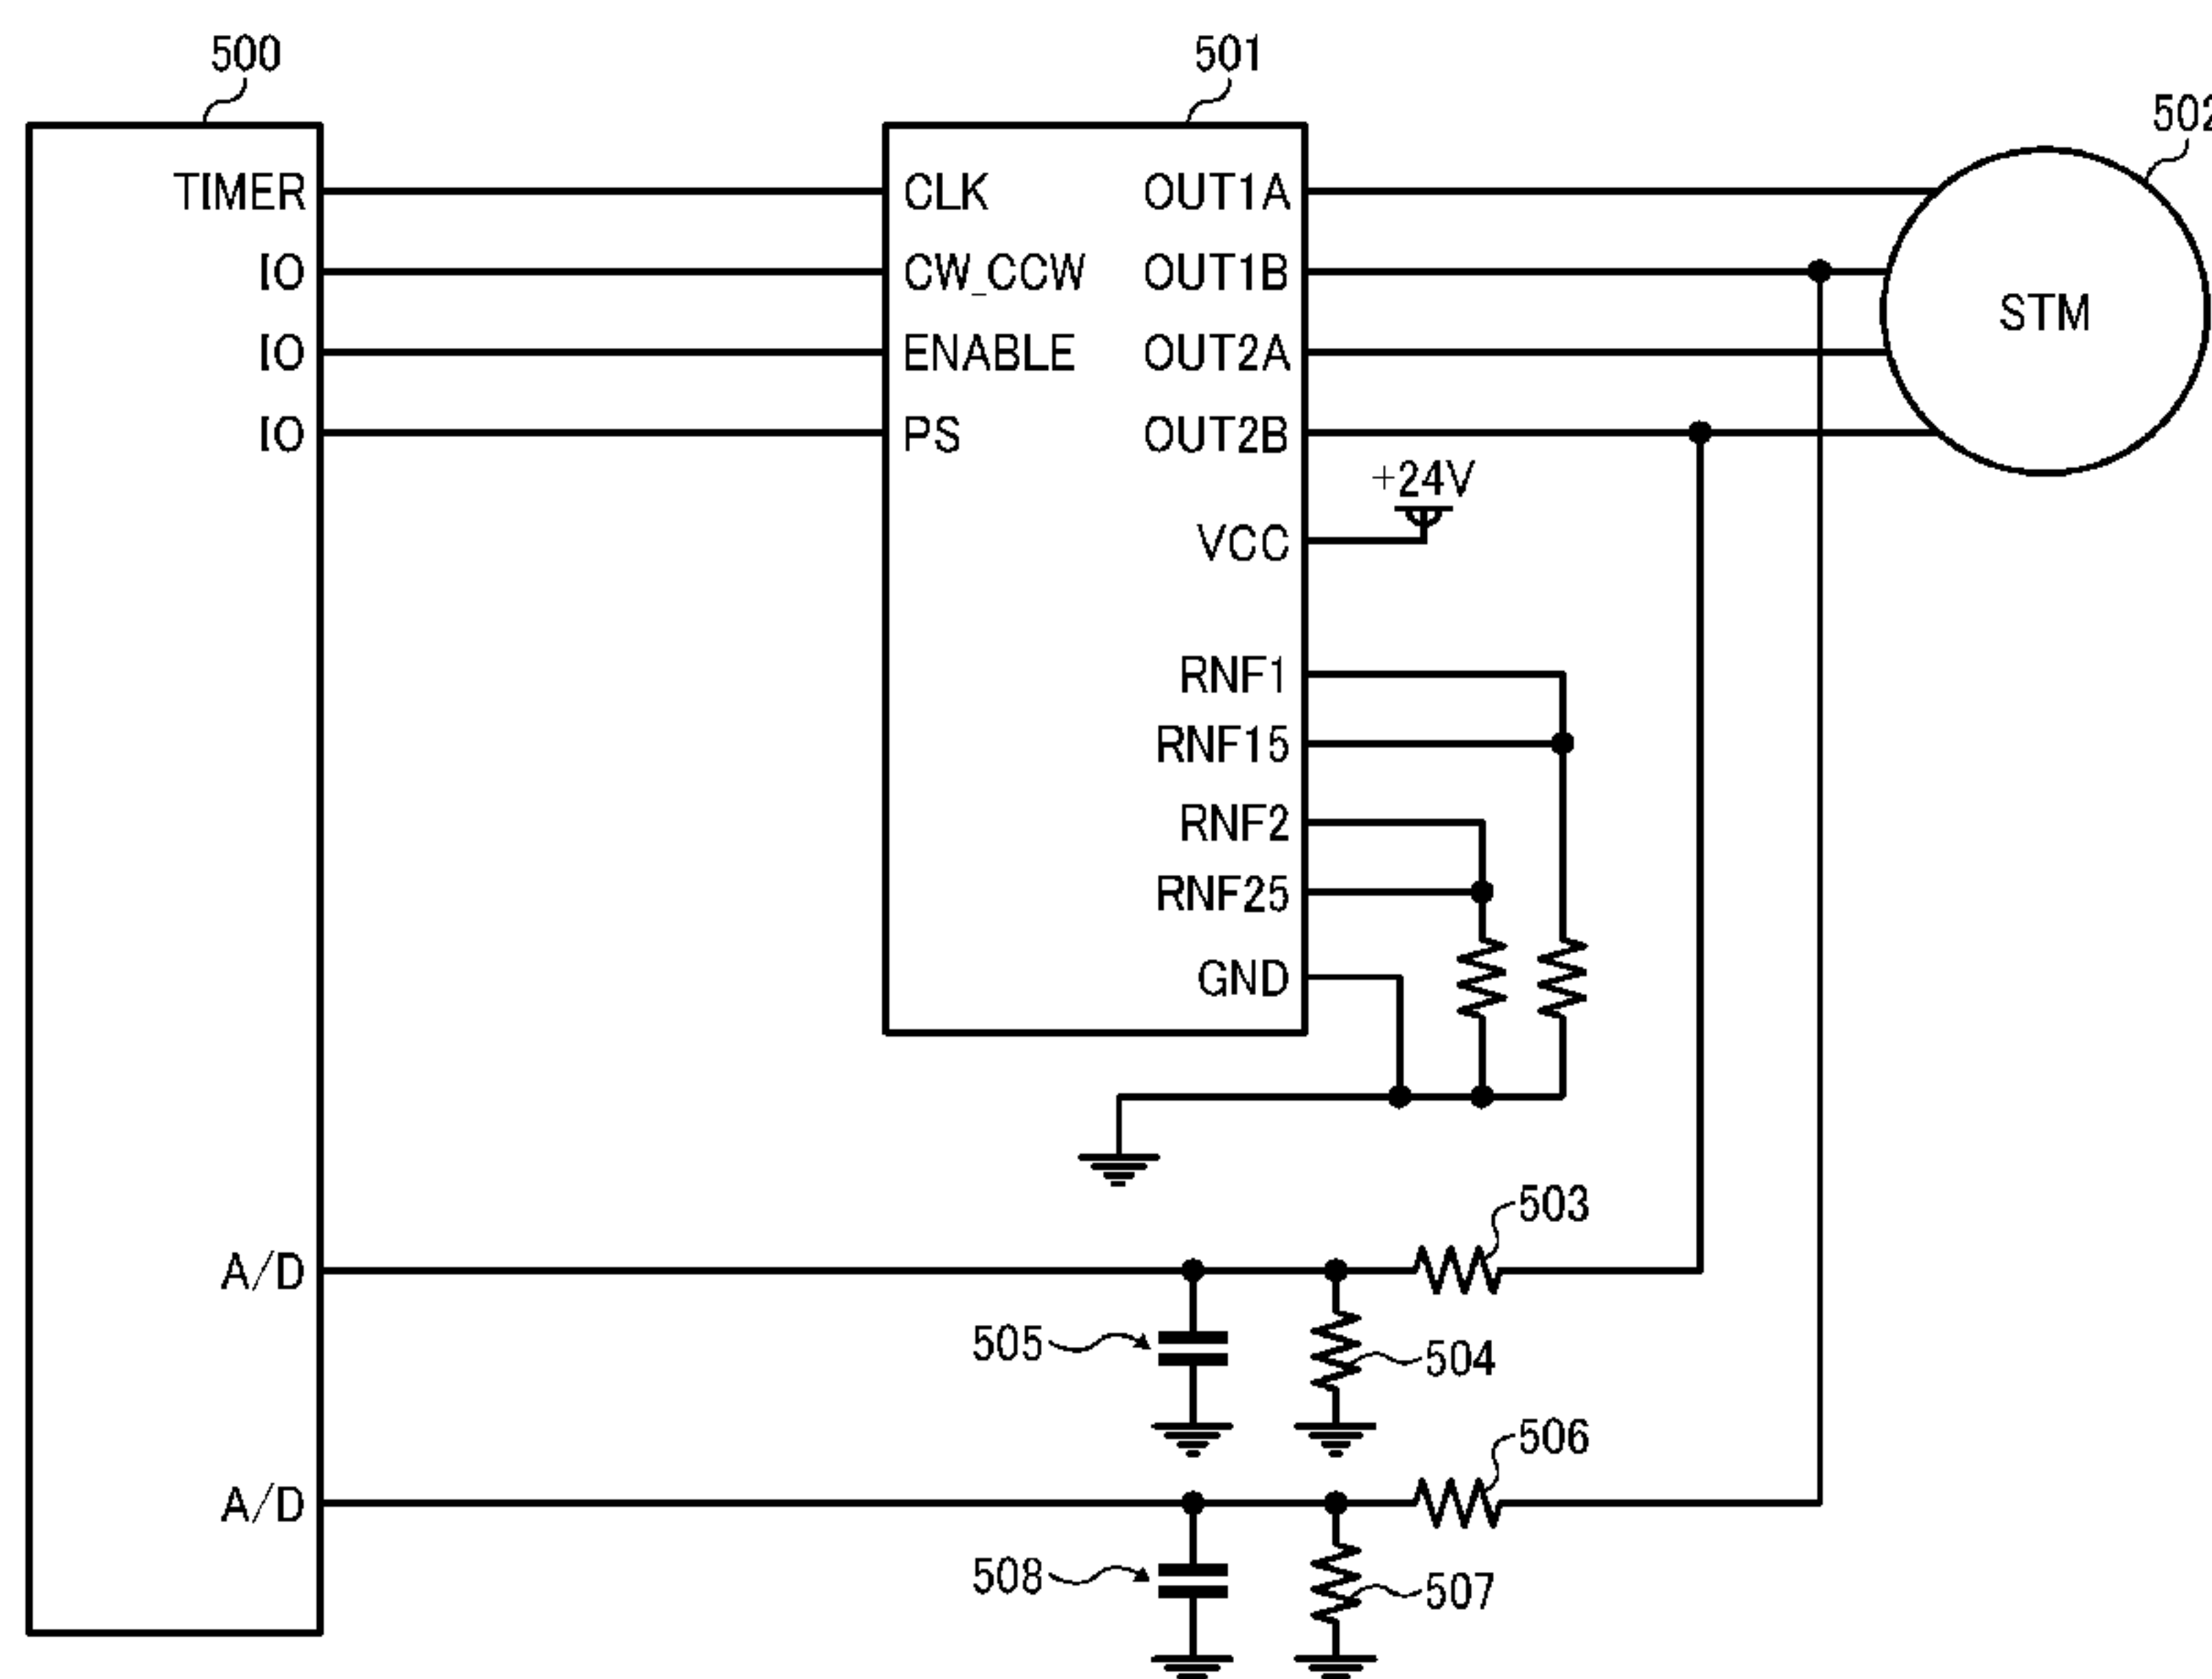 500
501
502
TIMER
IO
IO
IO
A/D
A/D
CLK
CW_CCW
ENABLE
PS
OUT1A
OUT1B
OUT2A
OUT2B
VCC
RNF1
RNF15
RNF2
RNF25
GND
+24V
STM
503
505
504
506
508
507